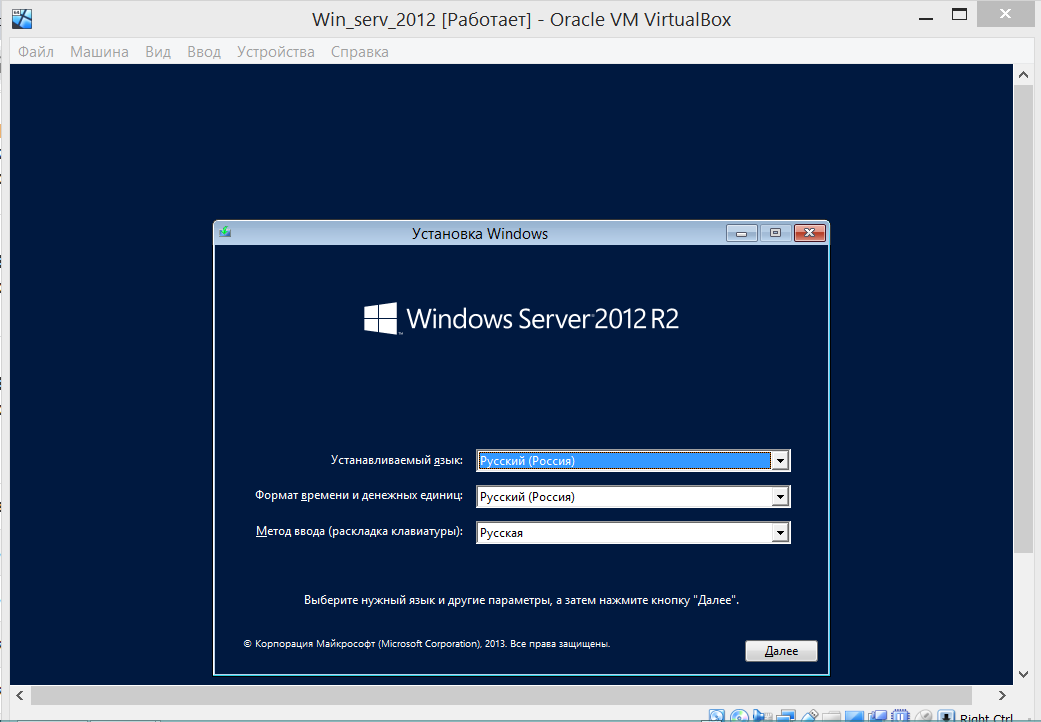 Win_serv_2012 [Работает] - Oracle VM VirtualBox
Файл Машина Вид Ввод Устройства Справка
Установка Windows
Windows Server 2012 R2
Устанавливаемый язык: Русский (Россия)
Формат времени и денежных единиц: Русский (Россия)
Метод ввода (раскладка клавиатуры): Русская
Выберите нужный язык и другие параметры, а затем нажмите кнопку "Далее".
© Корпорация Майкрософт (Microsoft Corporation), 2013. Все права защищены.
Далее
Right Ctrl